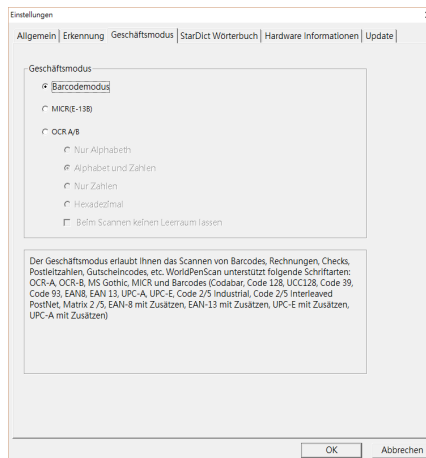 Einstellungen
Allgemein Erkennung Geschäftsmodus StarDict Wörterbuch Hardware Informationen Update
Geschäftsmodus
Barcodemodus
MICR(E-13B)
OCR A/B
Nur Alphabeth
Alphabet und Zahlen
Nur Zahlen
Hexadezimal
Beim Scannen keinen Leerraum lassen
Der Geschäftsmodus erlaubt Ihnen das Scannen von Barcodes, Rechnungen, Checks,
Postleitzahlen, Gutscheincodes, etc. WorldPenScan unterstützt folgende Schriftarten:
OCR-A, OCR-B, MS Gothic, MICR und Barcodes (Codabar, Code 128, UCC128, Code 39,
Code 93, EAN8, EAN 13, UPC-A, UPC-E, Code 2/5 Industrial, Code 2/5 Interleaved
PostNet, Matrix 2 /5, EAN-8 mit Zusätzen, EAN-13 mit Zusätzen, UPC-E mit Zusätzen,
UPC-A mit Zusätzen)
OK Abbrechen